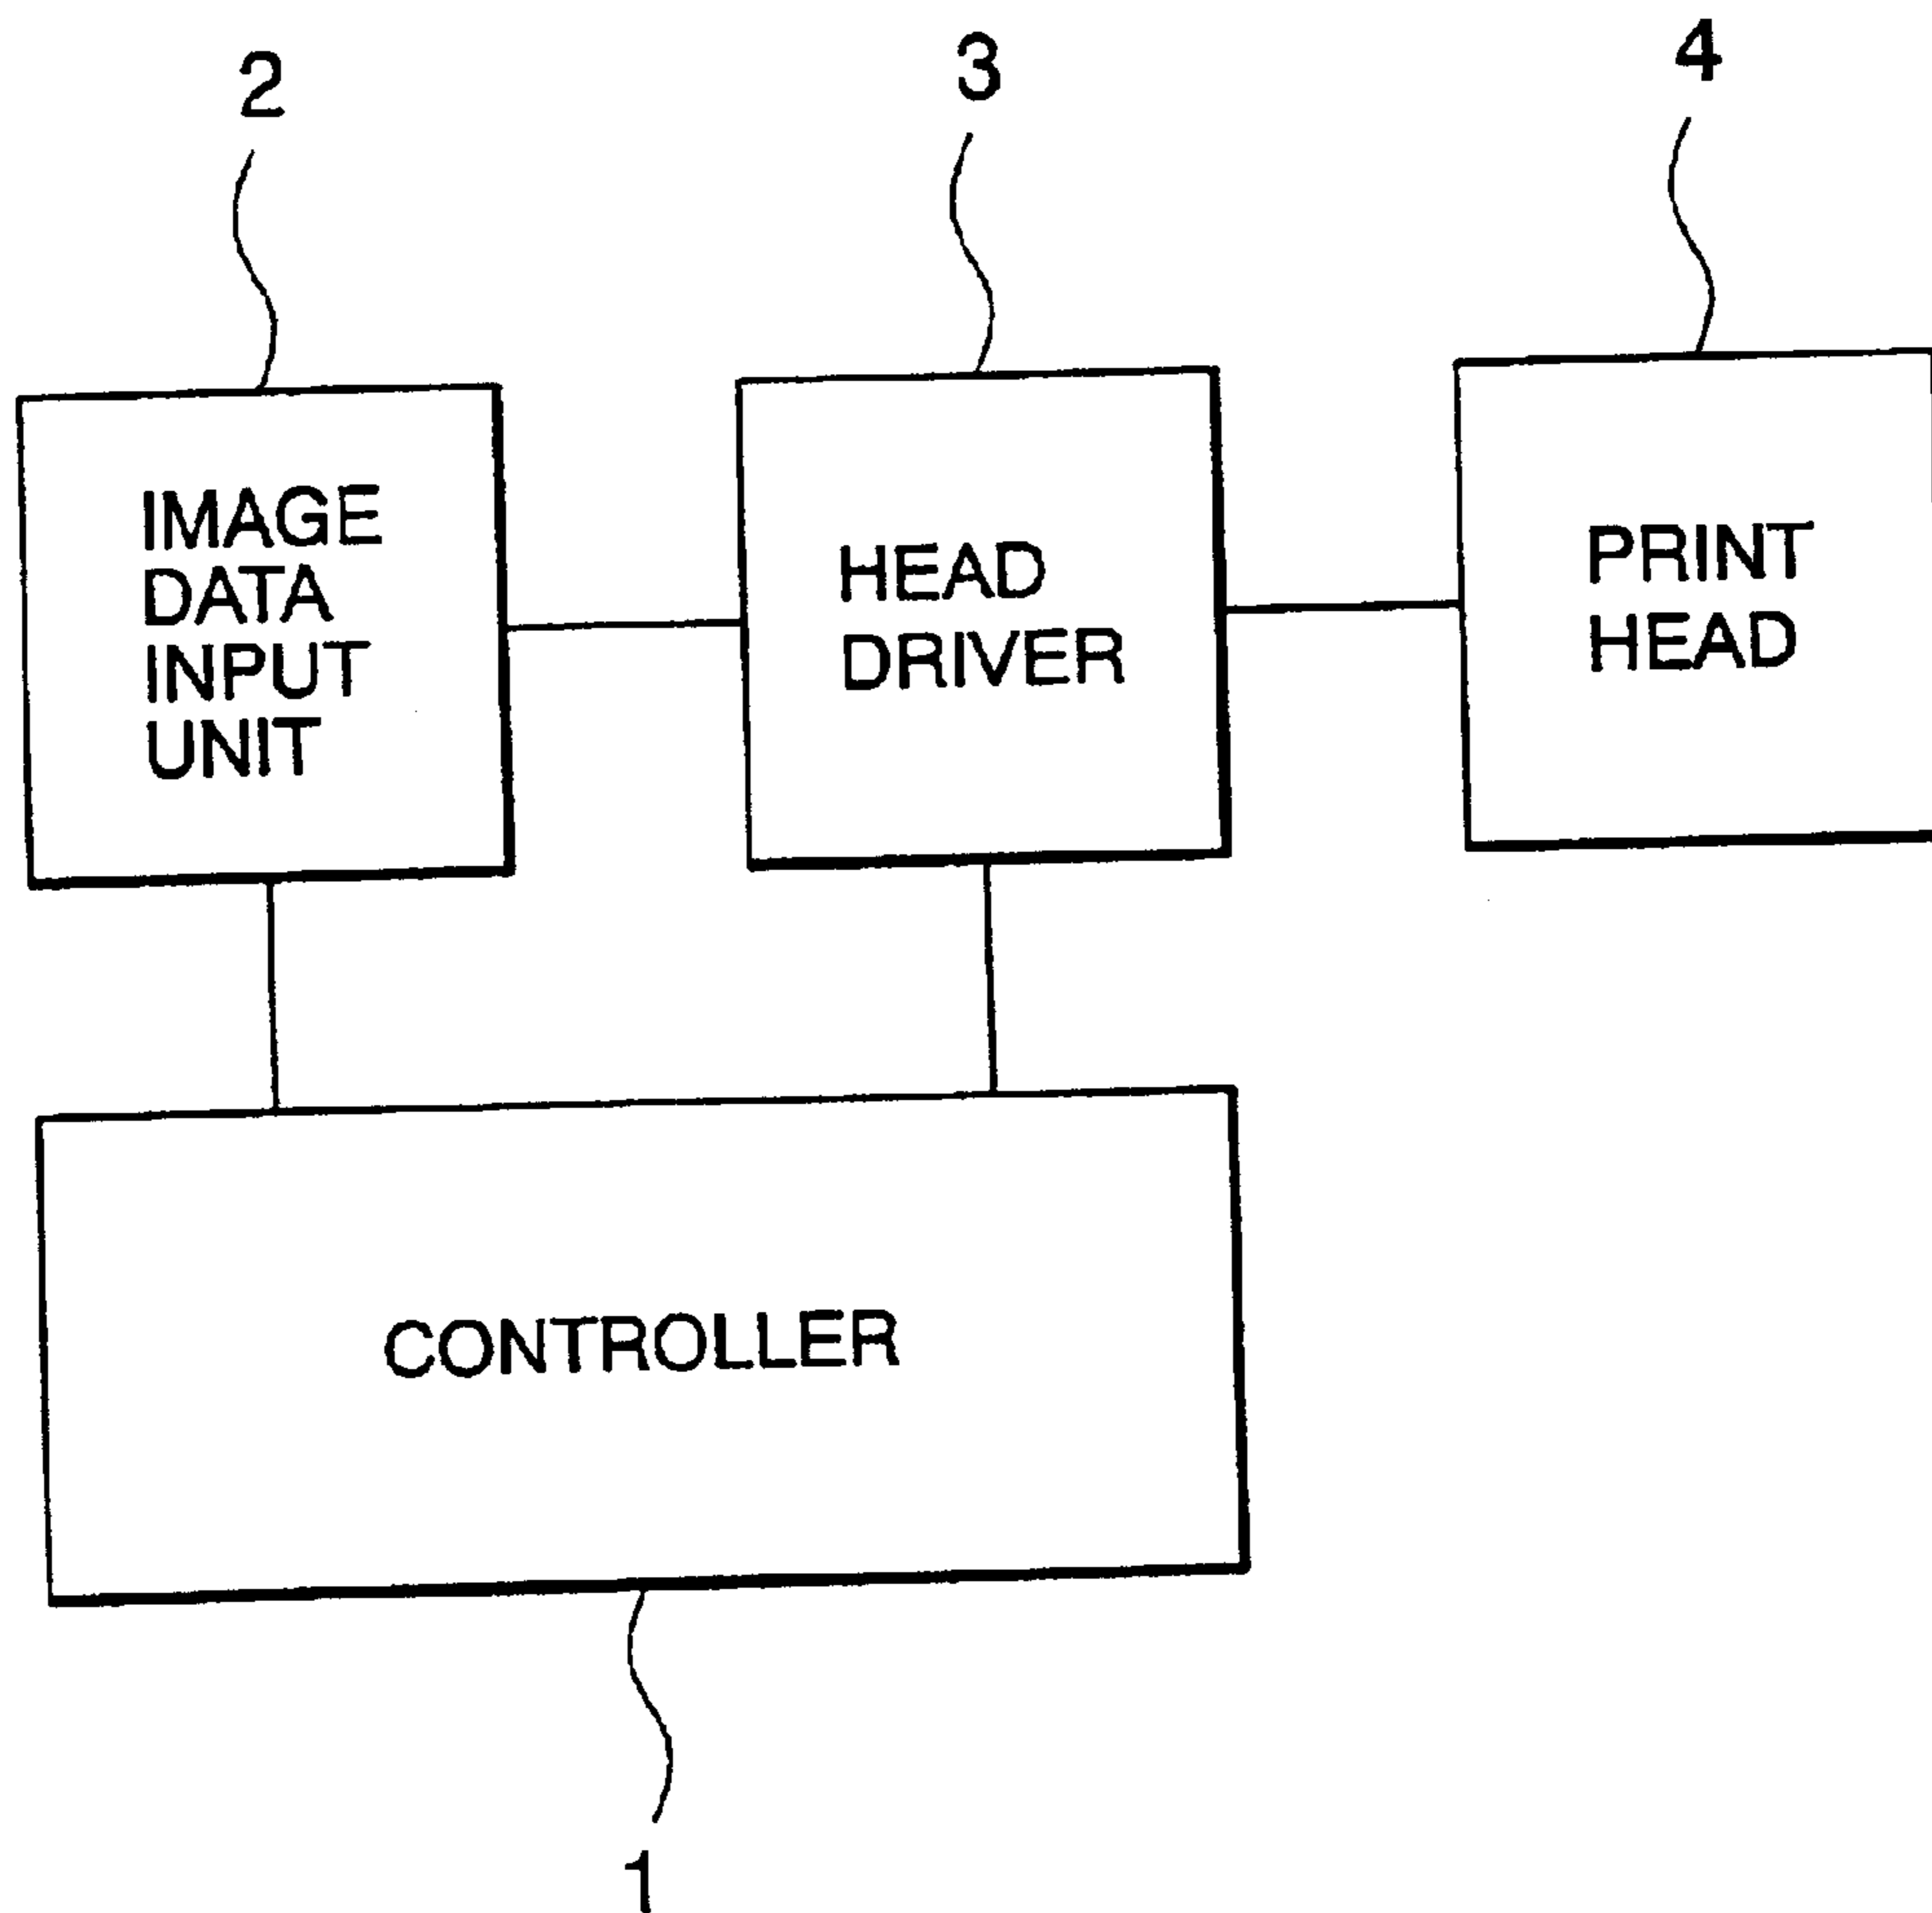 2
3
4
IMAGE
DATA
INPUT
UNIT
HEAD
DRIVER
PRINT
HEAD
CONTROLLER
1